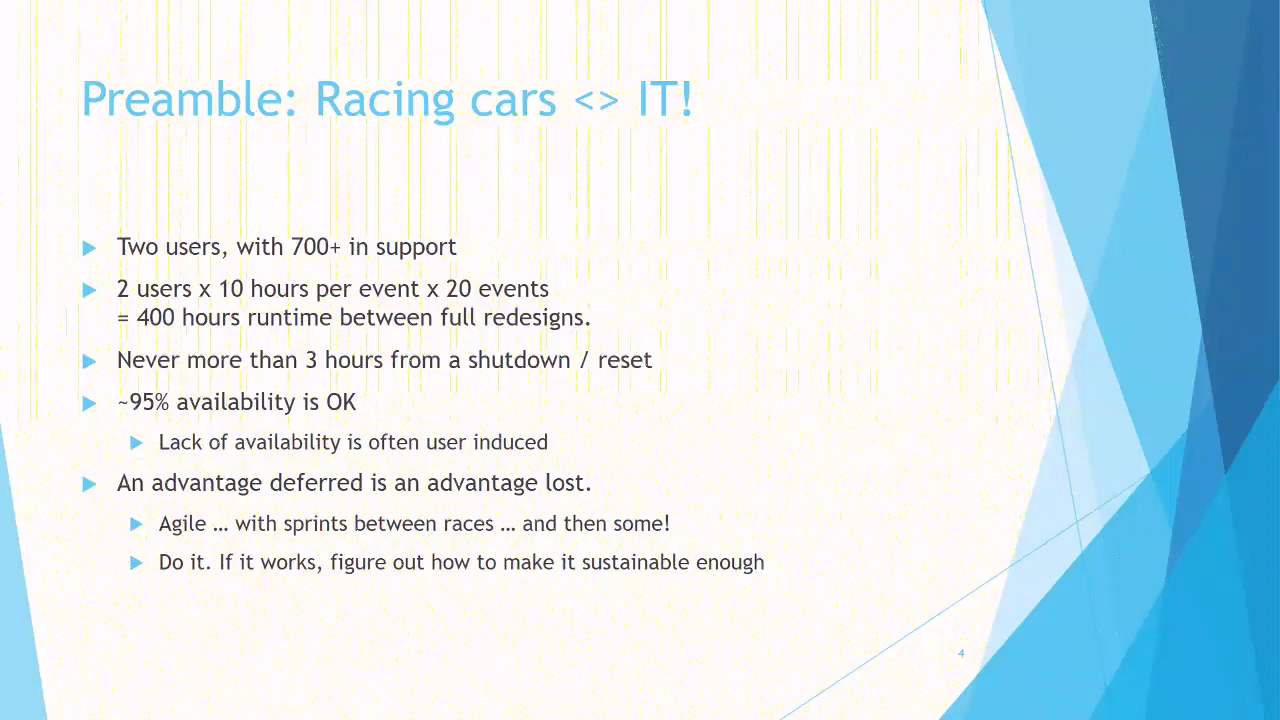 Preamble: Racing cars <> IT!
Two users, with 700+ in support
2 users x 10 hours per event x 20 events
= 400 hours runtime between full redesigns.
Never more than 3 hours from a shutdown / reset
~95% availability is OK
Lack of availability is often user induced
An advantage deferred is an advantage lost.
Agile … with sprints between races … and then some!
Do it. If it works, figure out how to make it sustainable enough
4